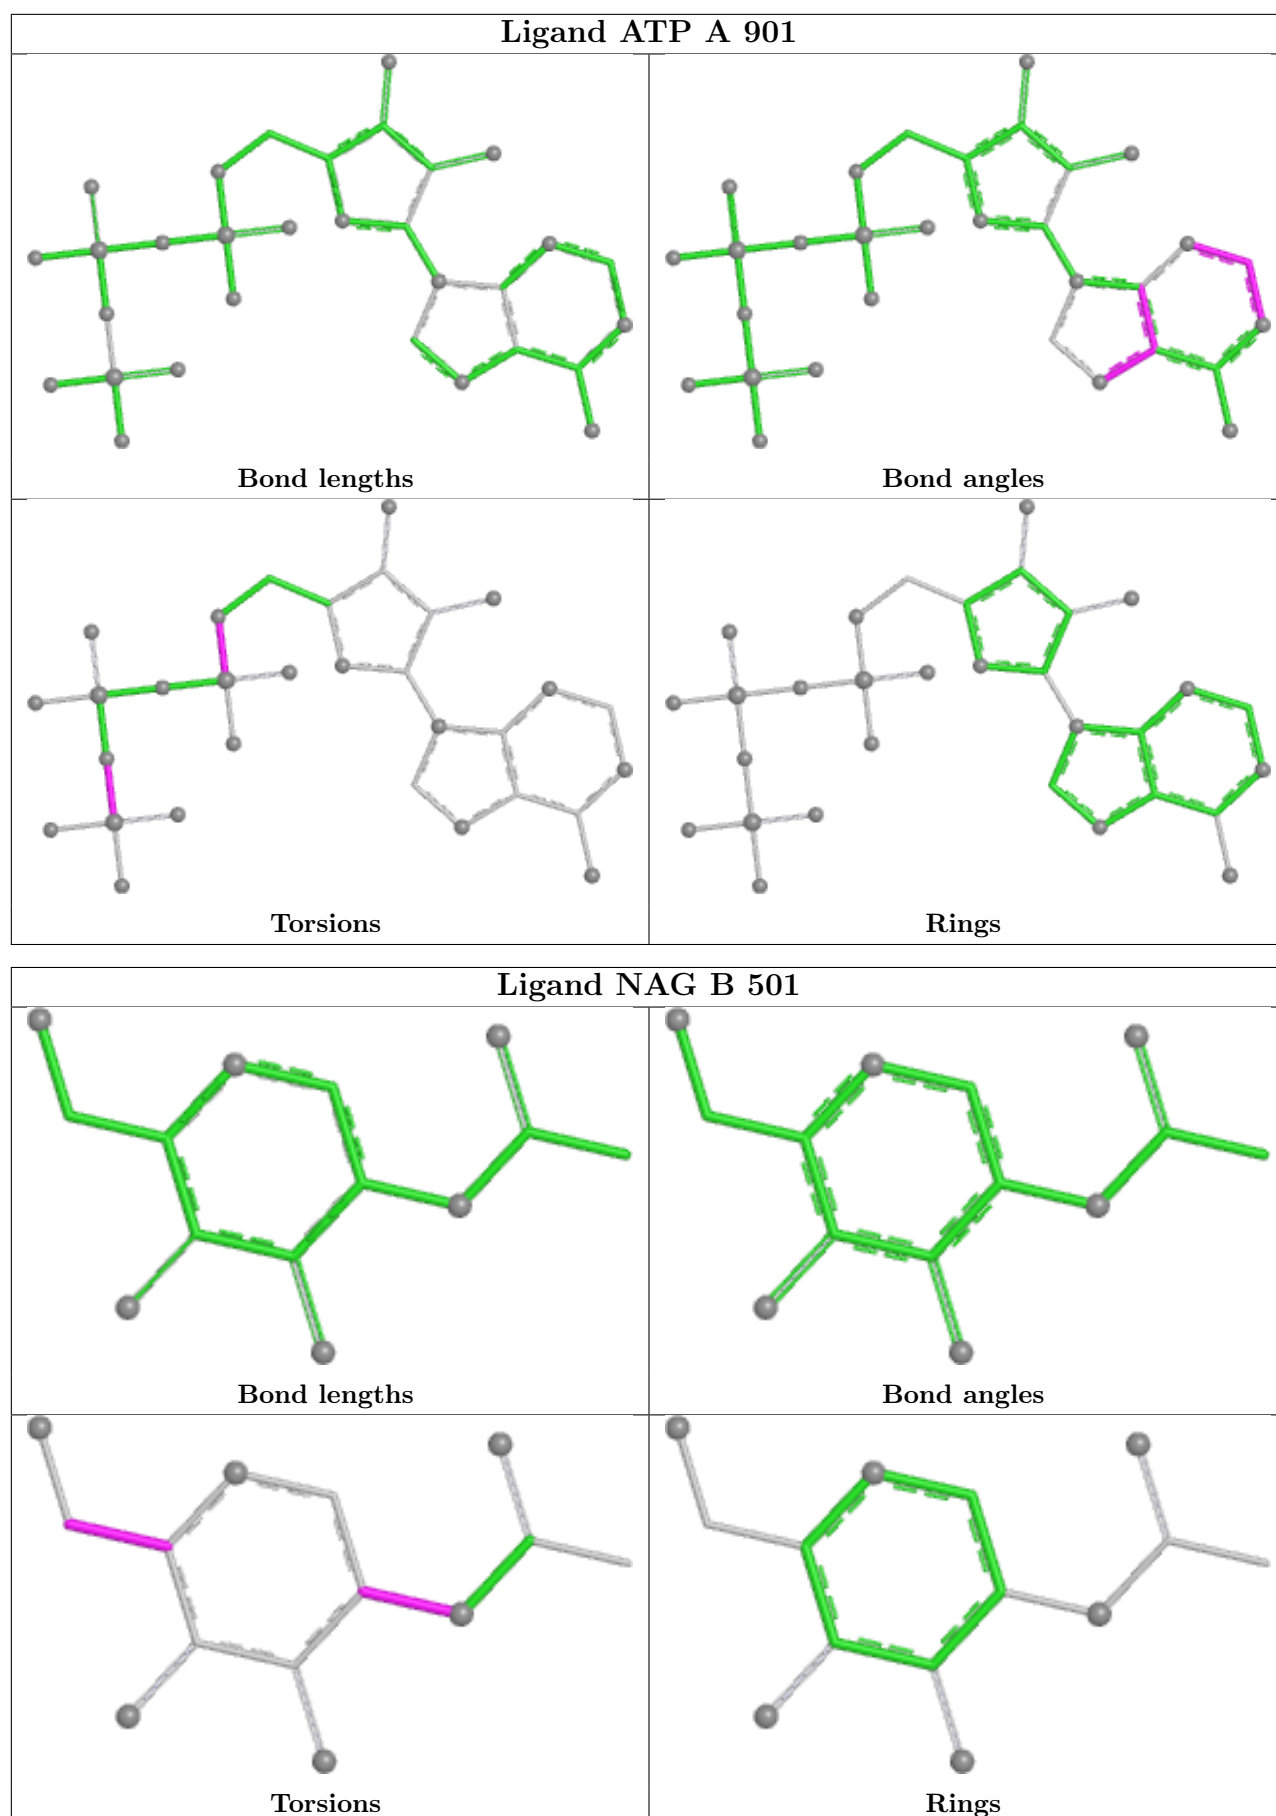 Ligand ATP A 901
Bond lengths
Bond angles
Torsions
Rings
Ligand NAG B 501
Bond lengths
Bond angles
Torsions
Rings